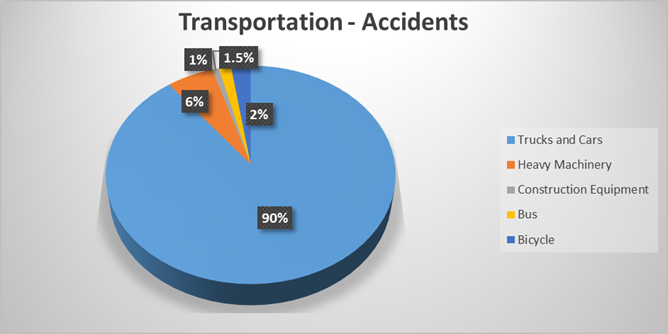 Transportation - Accidents
1%
1.5%
6%
2%
90%
Trucks and Cars
Heavy Machinery
Construction Equipment
Bus
Bicycle